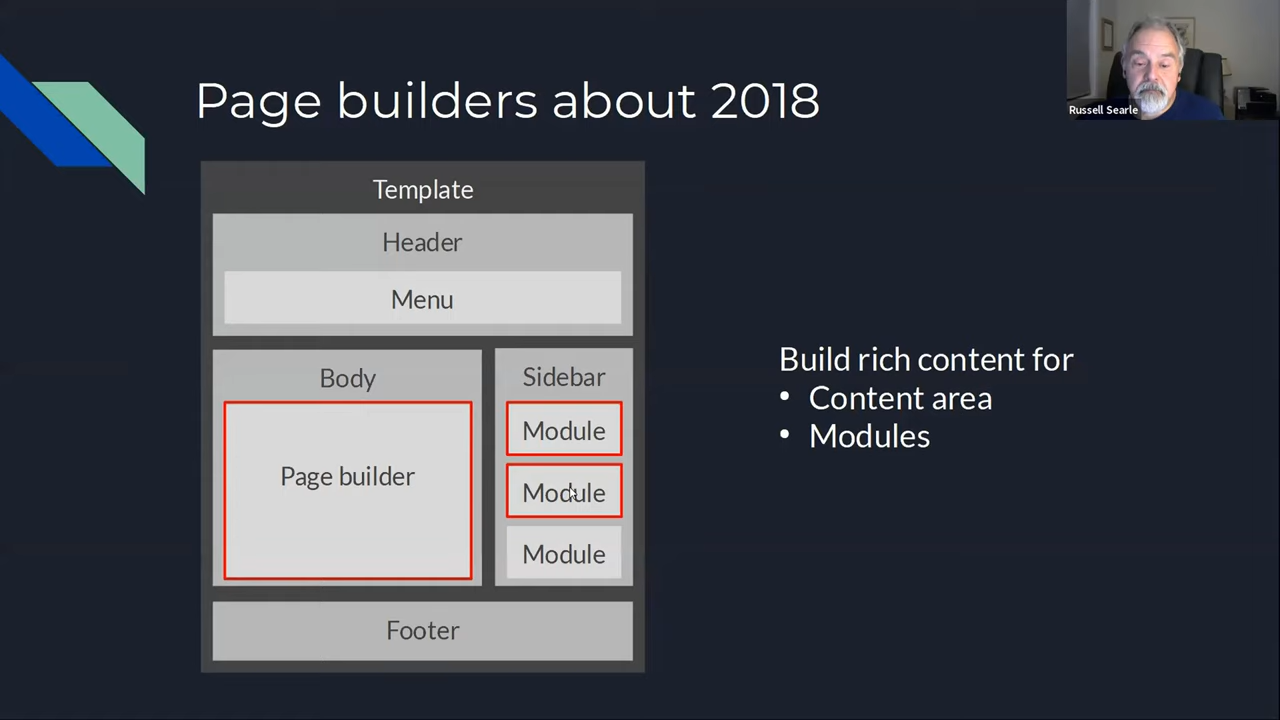 Page builders about 2018
Russell Searle
Template
Header
Menu
Body
Sidebar
Page builder
Module
Module
Module
Footer
Build rich content for
• Content area
• Modules